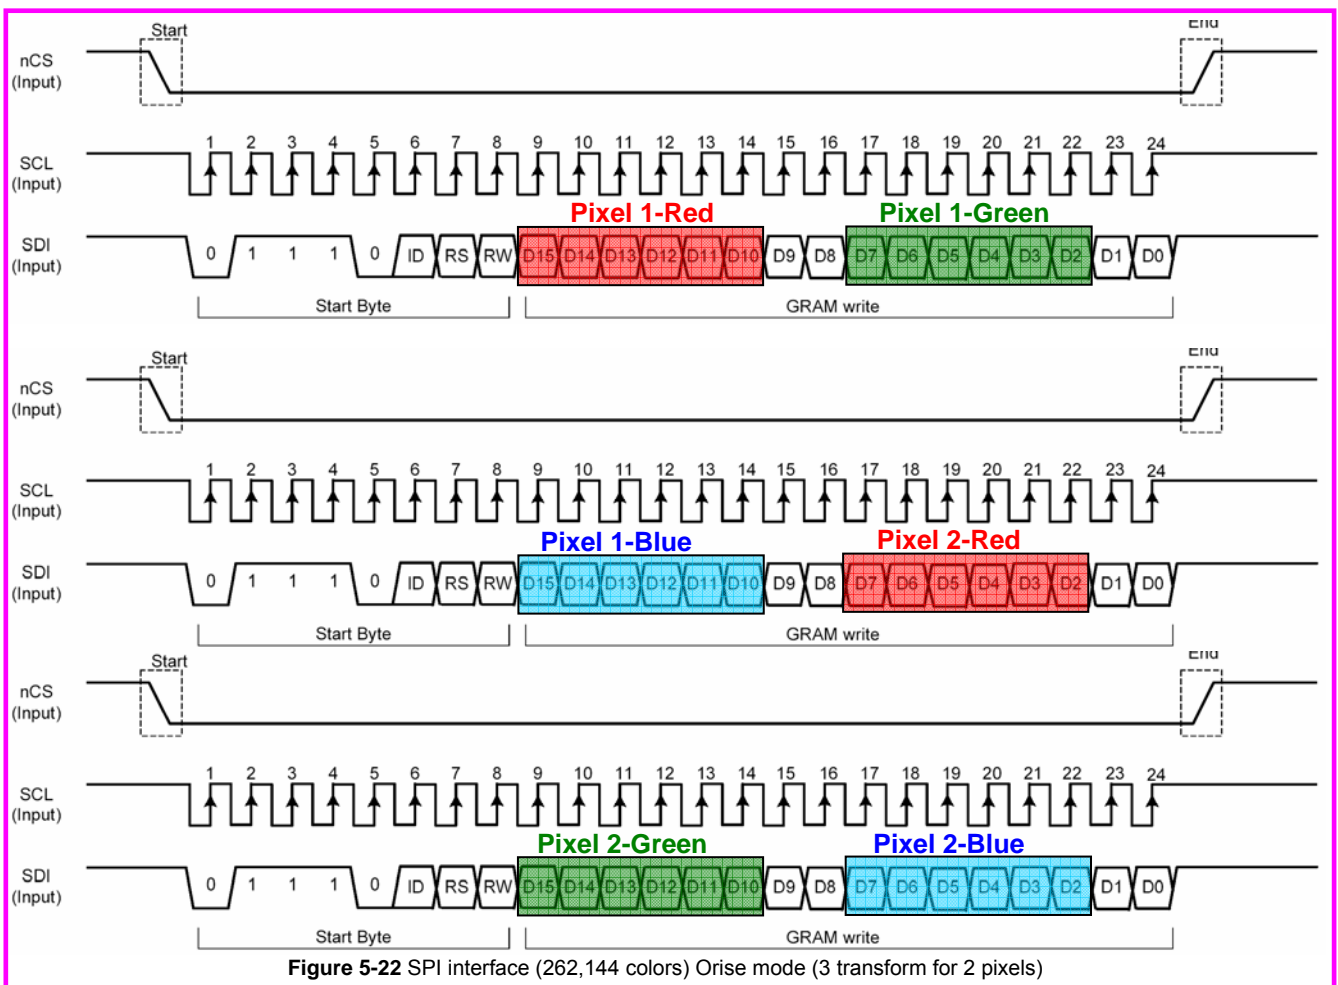 Start End
nCS
(Input)
1 2 3 4 5 6 7 8 9 10 11 12 13 14 15 16 17 18 19 20 21 22 23 24
SCL
(Input)
Pixel 1-Red Pixel 1-Green
SDI
(Input)
0 1 1 1 0 ID RS RW D15 D14 D13 D12 D11 D10 D9 D8 D7 D6 D5 D4 D3 D2 D1 D0
Start Byte GRAM write
Start End
nCS
(Input)
1 2 3 4 5 6 7 8 9 10 11 12 13 14 15 16 17 18 19 20 21 22 23 24
SCL
(Input)
Pixel 1-Blue Pixel 2-Red
SDI
(Input)
0 1 1 1 0 ID RS RW D15 D14 D13 D12 D11 D10 D9 D8 D7 D6 D5 D4 D3 D2 D1 D0
Start Byte GRAM write
Start End
nCS
(Input)
1 2 3 4 5 6 7 8 9 10 11 12 13 14 15 16 17 18 19 20 21 22 23 24
SCL
(Input)
Pixel 2-Green Pixel 2-Blue
SDI
(Input)
0 1 1 1 0 ID RS RW D15 D14 D13 D12 D11 D10 D9 D8 D7 D6 D5 D4 D3 D2 D1 D0
Start Byte GRAM write
Figure 5-22 SPI interface (262,144 colors) Orise mode (3 transform for 2 pixels)